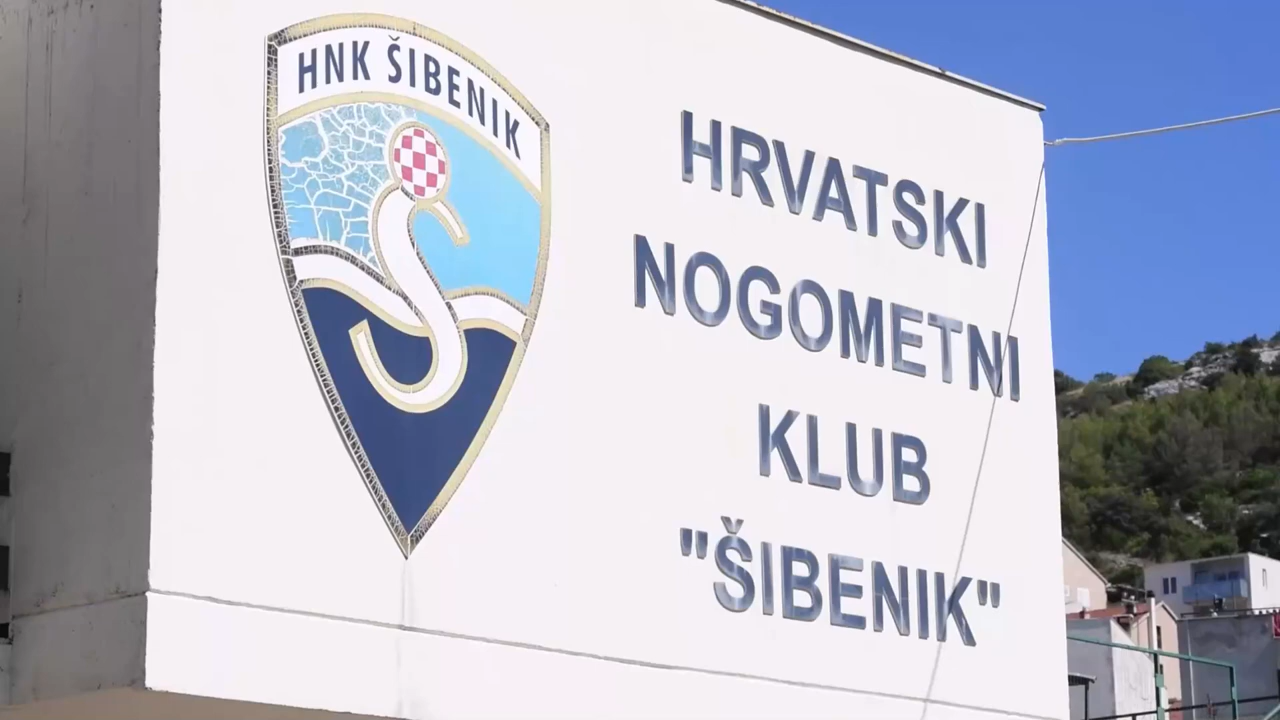 HNK ŠIBENIK
HRVATSKI
NOGOMETNI
KLUB
"ŠIBENIK"